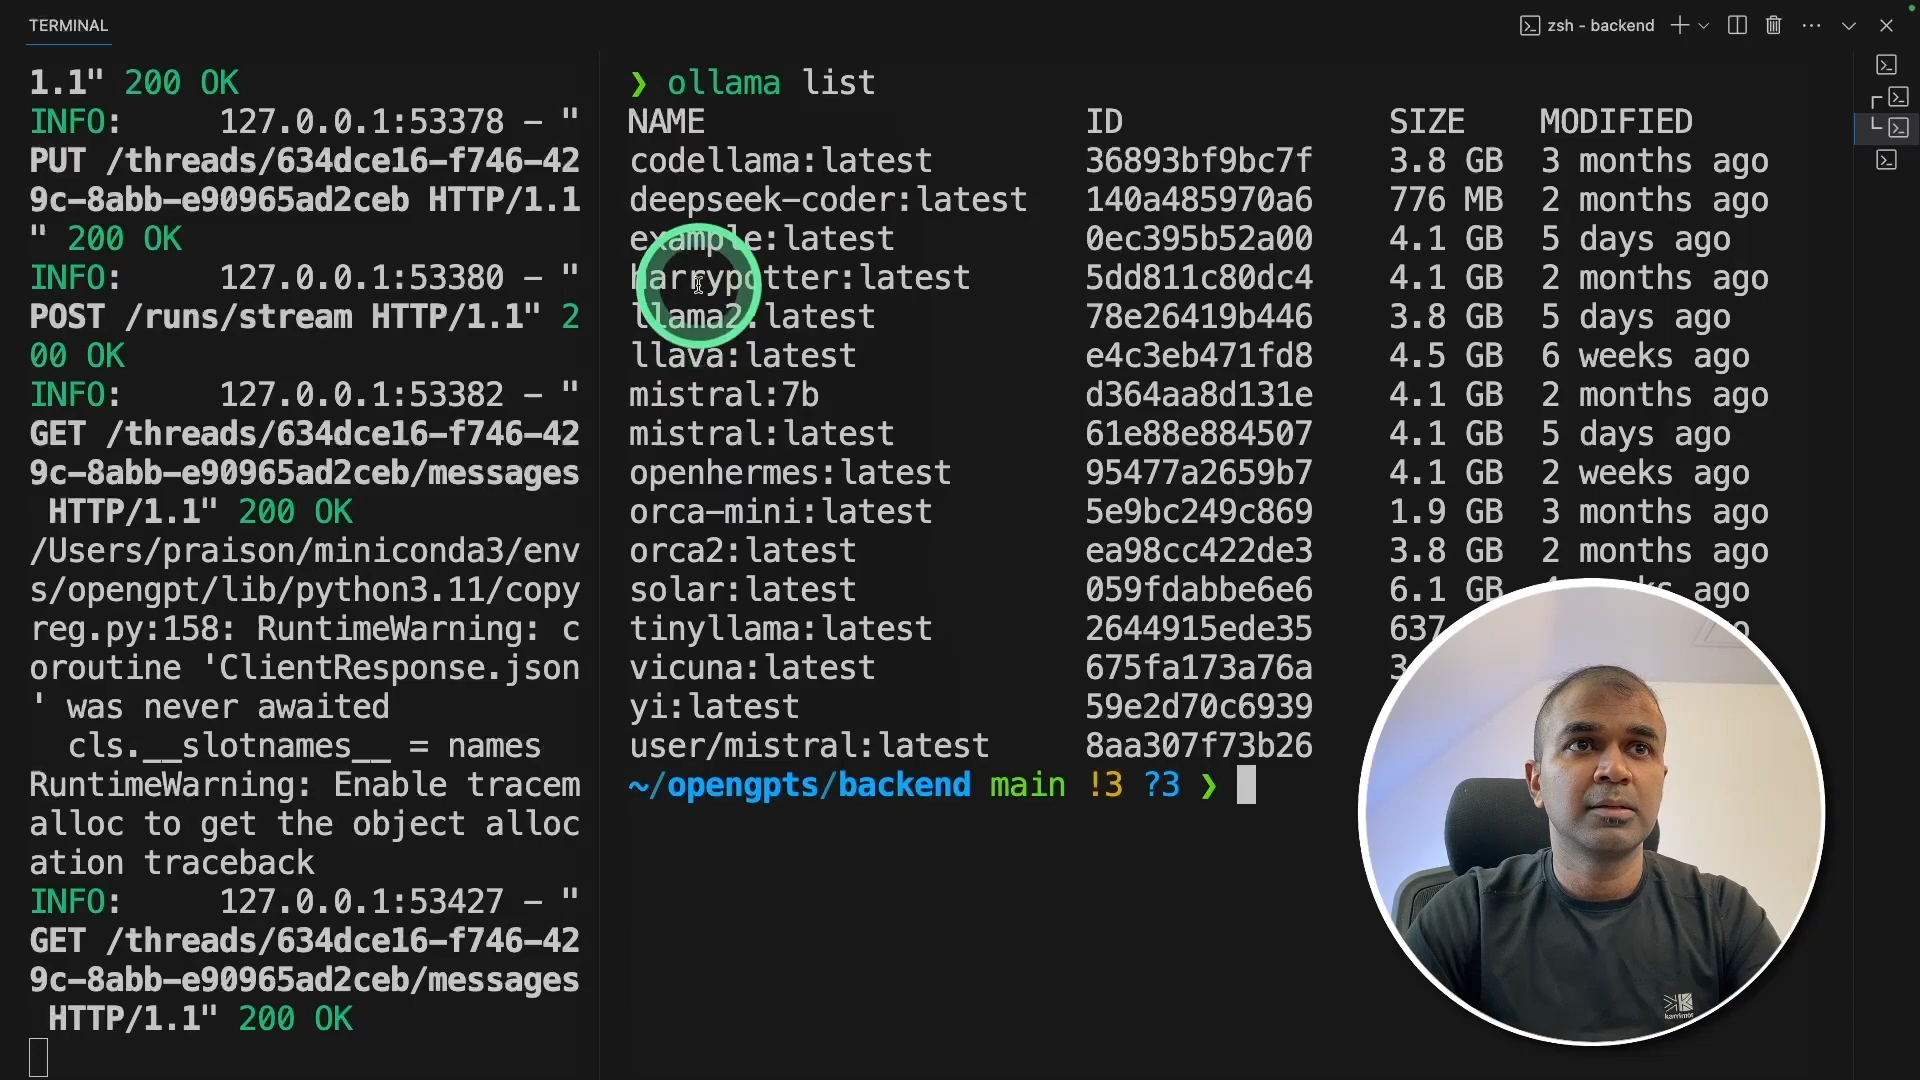 TERMINAL
zsh - backend
1.1" 200 OK
INFO:     127.0.0.1:53378 - "
PUT /threads/634dce16-f746-42
9c-8abb-e90965ad2ceb HTTP/1.1
" 200 OK
INFO:     127.0.0.1:53380 - "
POST /runs/stream HTTP/1.1" 2
00 OK
INFO:     127.0.0.1:53382 - "
GET /threads/634dce16-f746-42
9c-8abb-e90965ad2ceb/messages
HTTP/1.1" 200 OK
/Users/praison/miniconda3/env
s/opengpt/lib/python3.11/copy
reg.py:158: RuntimeWarning: c
oroutine 'ClientResponse.json
' was never awaited
cls.__slotnames__ = names
RuntimeWarning: Enable tracem
alloc to get the object alloc
ation traceback
INFO:     127.0.0.1:53427 - "
GET /threads/634dce16-f746-42
9c-8abb-e90965ad2ceb/messages
HTTP/1.1" 200 OK
❯ ollama list
NAME ID SIZE MODIFIED
codellama:latest 36893bf9bc7f 3.8 GB 3 months ago
deepseek-coder:latest 140a485970a6 776 MB 2 months ago
example:latest 0ec395b52a00 4.1 GB 5 days ago
harrypotter:latest 5dd811c80dc4 4.1 GB 2 months ago
llama2:latest 78e26419b446 3.8 GB 5 days ago
llava:latest e4c3eb471fd8 4.5 GB 6 weeks ago
mistral:7b d364aa8d131e 4.1 GB 2 months ago
mistral:latest 61e88e884507 4.1 GB 5 days ago
openhermes:latest 95477a2659b7 4.1 GB 2 weeks ago
orca-mini:latest 5e9bc249c869 1.9 GB 3 months ago
orca2:latest ea98cc422de3 3.8 GB 2 months ago
solar:latest 059fdabbe6e6 6.1 GB ago
tinyllama:latest 2644915ede35 637
vicuna:latest 675fa173a76a 3
yi:latest 59e2d70c6939
user/mistral:latest 8aa307f73b26
~/opengpts/backend main !3 ?3 ❯
karrimor